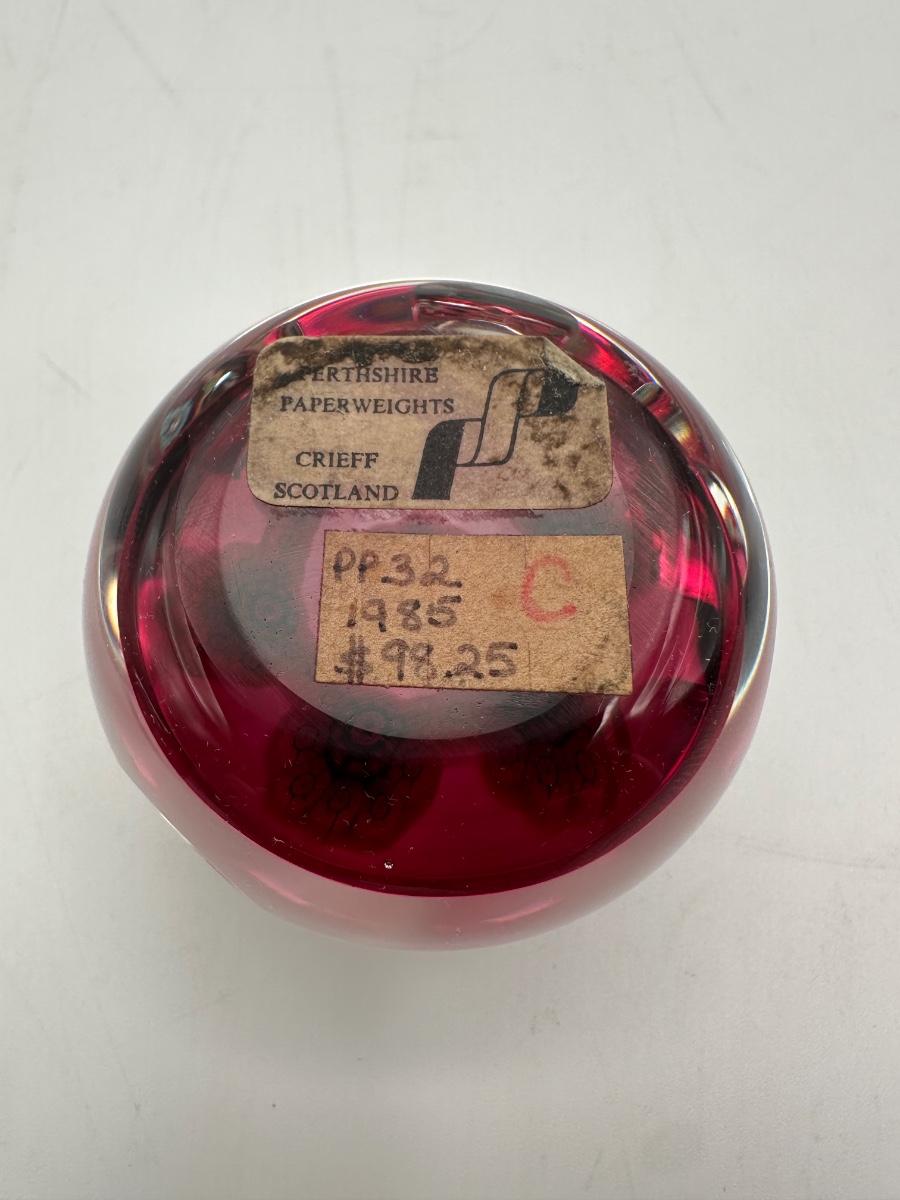 PERTHSHIRE
PAPERWEIGHTS
CRIEFF
SCOTLAND
PP32
1985
$98.25
C